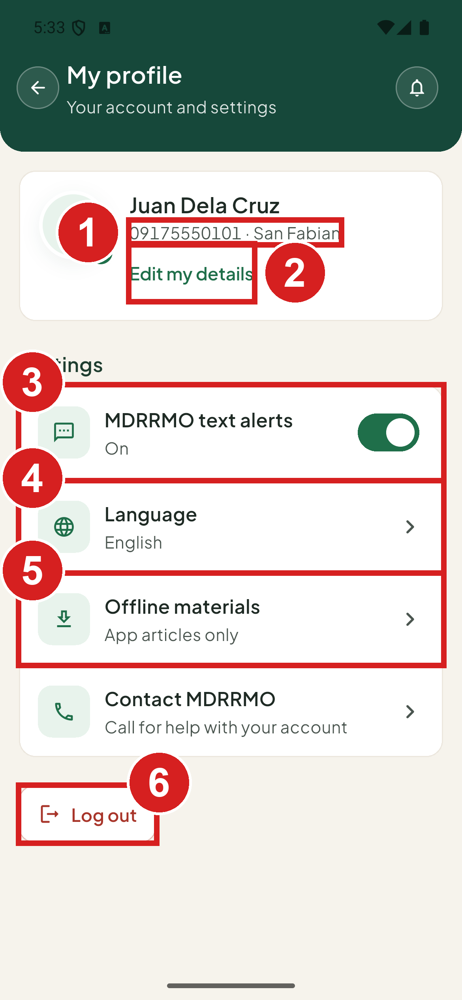 5:33
My profile
Your account and settings
Juan Dela Cruz
1
09175550101 · San Fabian
Edit my details
2
3
4
5
MDRRMO text alerts
On
Language
English
Offline materials
App articles only
Contact MDRRMO
Call for help with your account
6
Log out